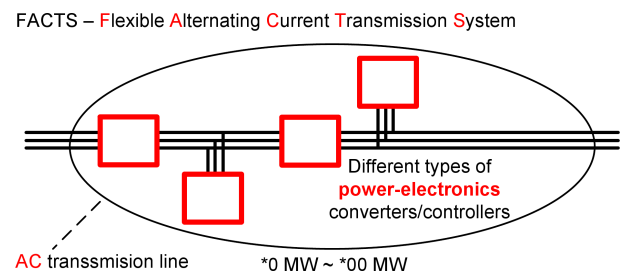 FACTS – Flexible Alternating Current Transmission System
Different types of
power-electronics
converters/controllers
AC transmsision line
*0 MW ~ *00 MW